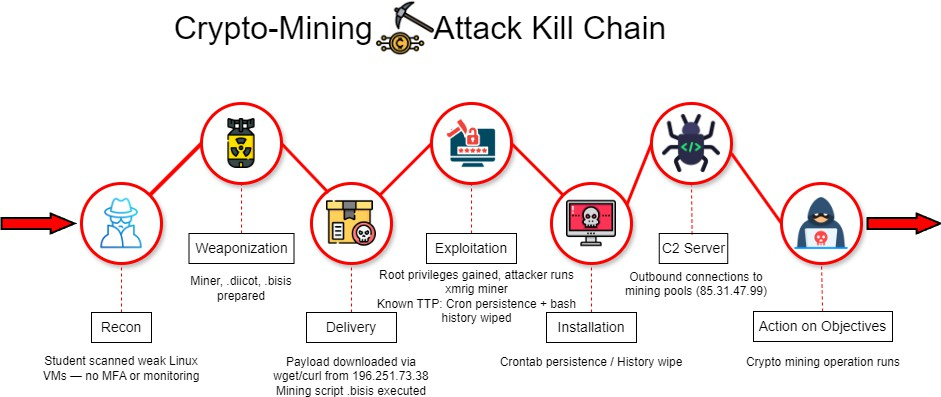 Crypto-Mining Attack Kill Chain
Weaponization
Miner, .diicot, .bisis
prepared
Exploitation
Root privileges gained, attacker runs
xmrig miner
Known TTP: Cron persistence + bash
history wiped
C2 Server
Outbound connections to
mining pools (85.31.47.99)
Recon
Student scanned weak Linux
VMs — no MFA or monitoring
Delivery
Payload downloaded via
wget/curl from 196.251.73.38
Mining script .bisis executed
Installation
Crontab persistence / History wipe
Action on Objectives
Crypto mining operation runs